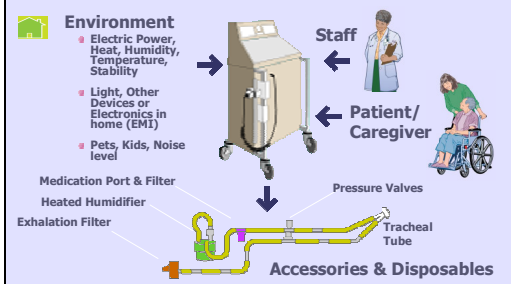 Environment
Electric Power,
Heat, Humidity,
Temperature,
Stability
Light, Other
Devices or
Electronics in
home (EMI)
Pets, Kids, Noise
level
Staff
Patient/
Caregiver
Medication Port & Filter
Heated Humidifier
Exhalation Filter
Pressure Valves
Tracheal
Tube
Accessories & Disposables